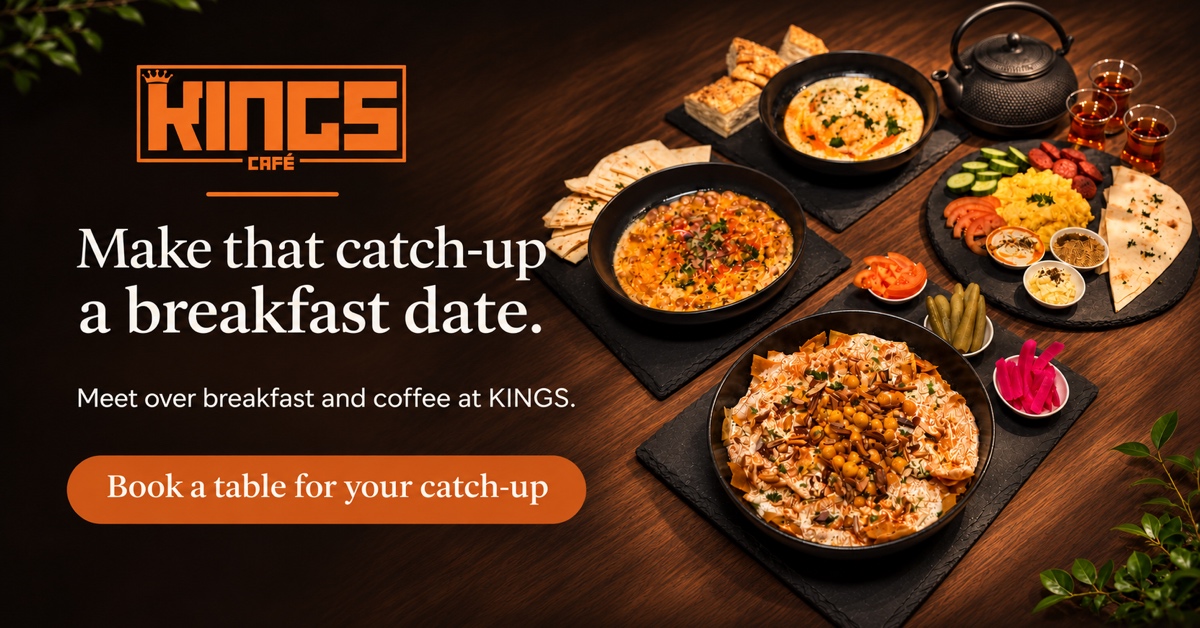 KINGS
CAFÉ
Make that catch-up
a breakfast date.
Meet over breakfast and coffee at KINGS.
Book a table for your catch-up